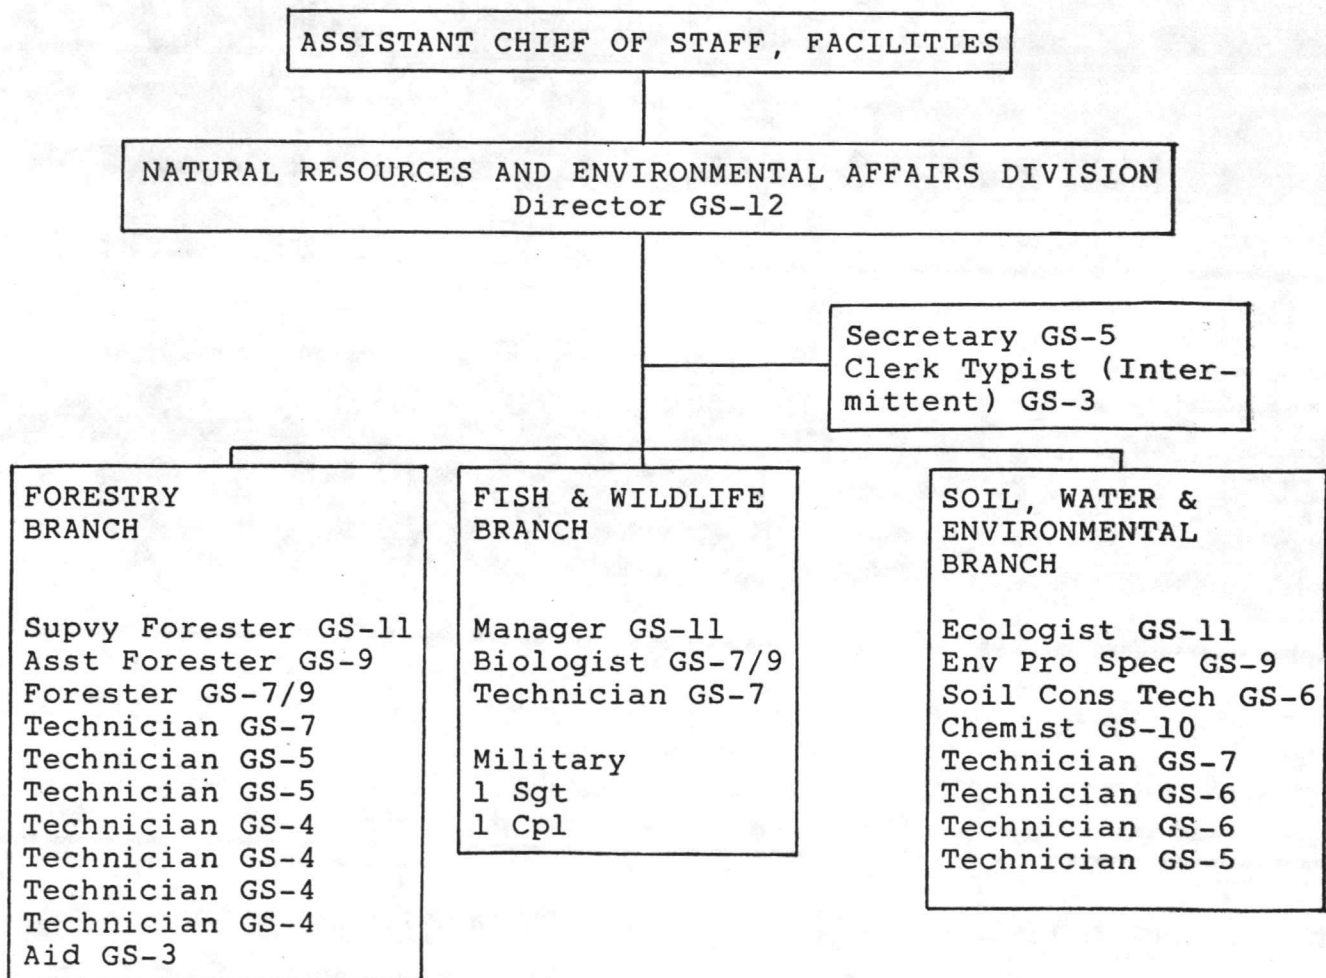 ASSISTANT CHIEF OF STAFF, FACILITIES
NATURAL RESOURCES AND ENVIRONMENTAL AFFAIRS DIVISION
Director GS-12
Secretary GS-5
Clerk Typist (Inter-
mittent) GS-3
FORESTRY
BRANCH
Supvy Forester GS-11
Asst Forester GS-9
Forester GS-7/9
Technician GS-7
Technician GS-5
Technician GS-5
Technician GS-4
Technician GS-4
Technician GS-4
Technician GS-4
Aid GS-3
FISH & WILDLIFE
BRANCH
Manager GS-11
Biologist GS-7/9
Technician GS-7
Military
1 Sgt
1 Cpl
SOIL, WATER &
ENVIRONMENTAL
BRANCH
Ecologist GS-11
Env Pro Spec GS-9
Soil Cons Tech GS-6
Chemist GS-10
Technician GS-7
Technician GS-6
Technician GS-6
Technician GS-5